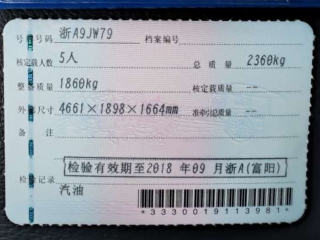 号牌号码 浙A9JW79 档案编号
核定载人数 5人 总质量 2360kg
整备质量 1860kg 核定载质量 --
外廓尺寸 4661×1898×1664mm 准牵引总质量 --
备注
检验有效期至2018 年 09 月浙A(富阳)
检验记录
汽油
*3330019113981*